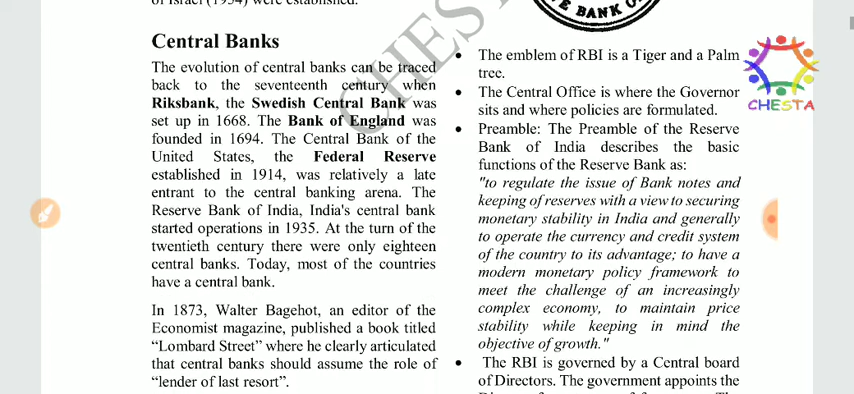 of Israel (1954) were established.
Central Banks
The evolution of central banks can be traced
back to the seventeenth century when
Riksbank, the Swedish Central Bank was
set up in 1668. The Bank of England was
founded in 1694. The Central Bank of the
United States, the Federal Reserve
established in 1914, was relatively a late
entrant to the central banking arena. The
Reserve Bank of India, India's central bank
started operations in 1935. At the turn of the
twentieth century there were only eighteen
central banks. Today, most of the countries
have a central bank.
In 1873, Walter Bagehot, an editor of the
Economist magazine, published a book titled
“Lombard Street” where he clearly articulated
that central banks should assume the role of
“lender of last resort”.
VE BANK O
• The emblem of RBI is a Tiger and a Palm
tree.
• The Central Office is where the Governor
sits and where policies are formulated.
• Preamble: The Preamble of the Reserve
Bank of India describes the basic
functions of the Reserve Bank as:
"to regulate the issue of Bank notes and
keeping of reserves with a view to securing
monetary stability in India and generally
to operate the currency and credit system
of the country to its advantage; to have a
modern monetary policy framework to
meet the challenge of an increasingly
complex economy, to maintain price
stability while keeping in mind the
objective of growth."
• The RBI is governed by a Central board
of Directors. The government appoints the
CHESTA
CHES